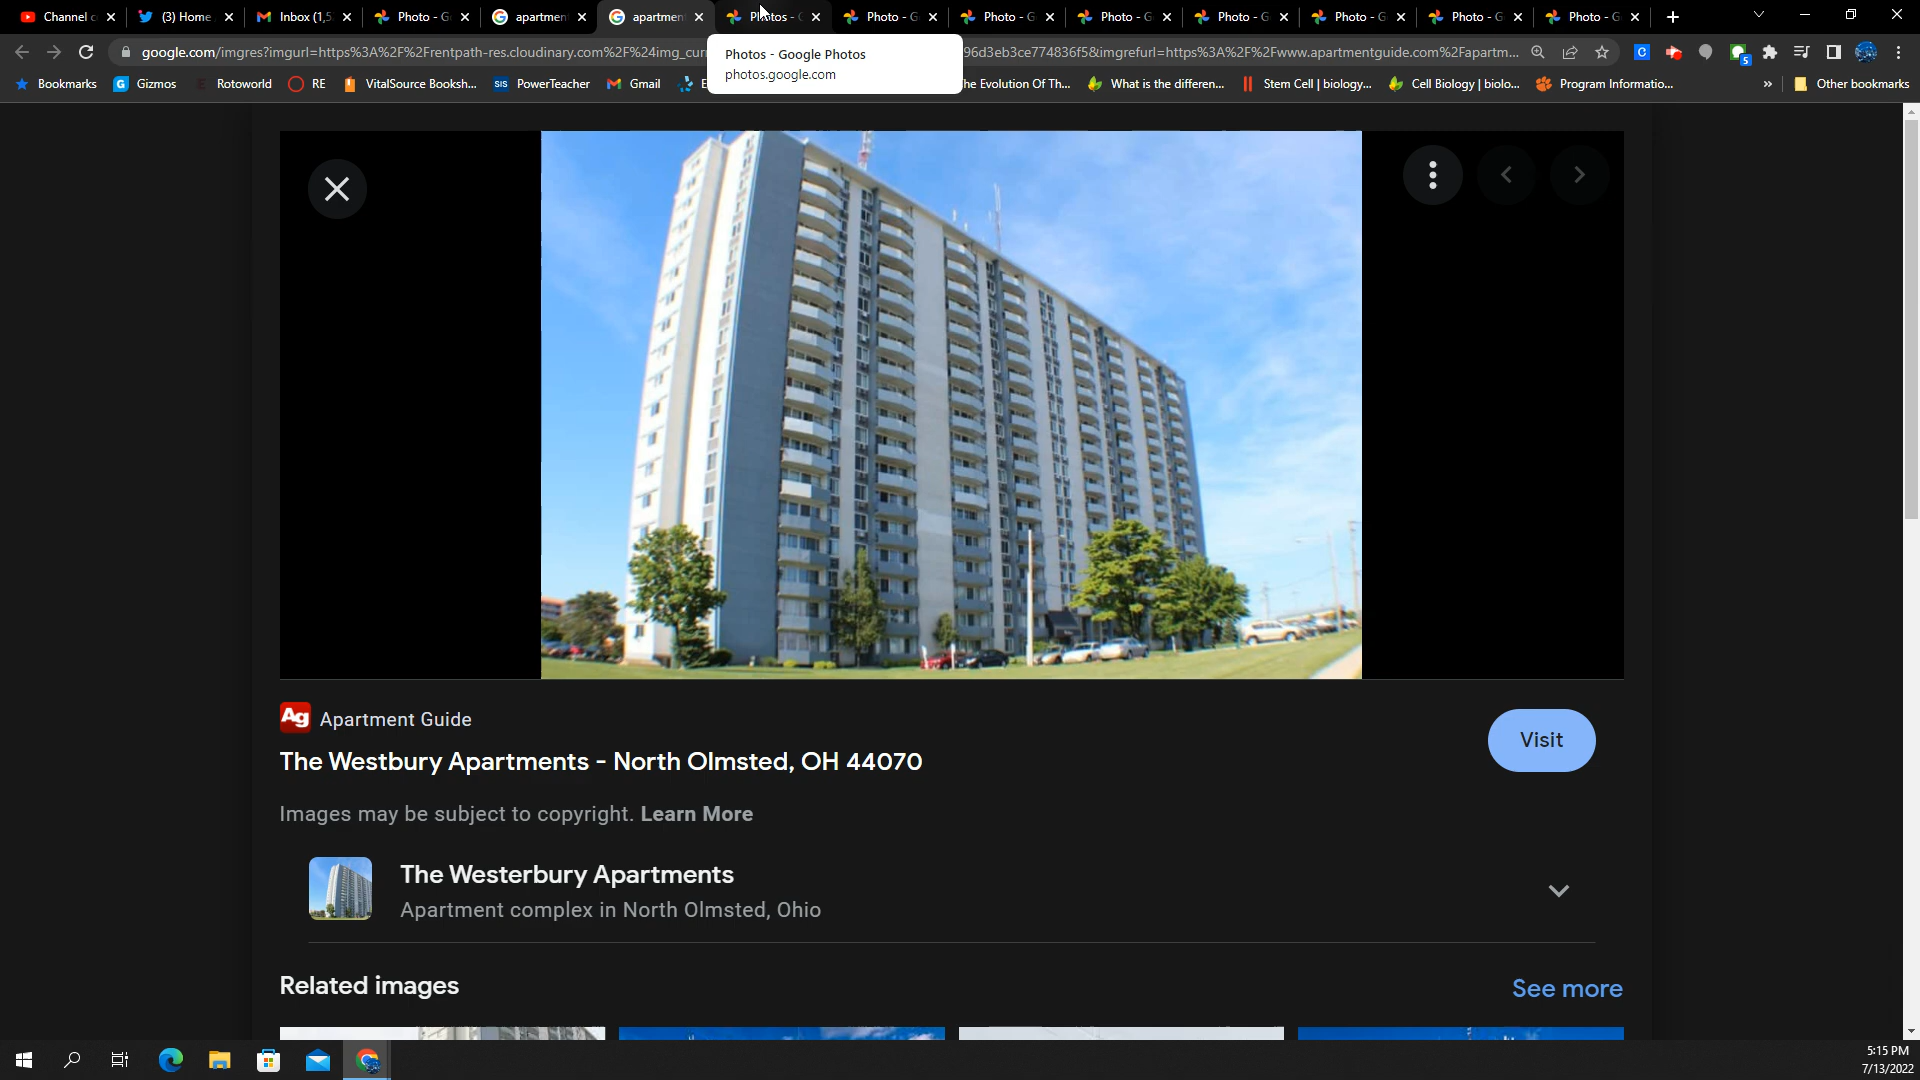 Channel c
(3) Home
Inbox (1,5
Photo - G
apartmen
apartmen
Photos - G
Photo - G
Photo - G
Photo - G
Photo - G
Photo - G
Photo - G
Photo - G
google.com/imgres?imgurl=https%3A%2F%2Frentpath-res.cloudinary.com%2F%24img_curr
96d3eb3ce774836f5&imgrefurl=https%3A%2F%2Fwww.apartmentguide.com%2Fapartm...
Photos - Google Photos
photos.google.com
Bookmarks
Gizmos
Rotoworld
RE
VitalSource Booksh...
SIS PowerTeacher
Gmail
he Evolution Of Th...
What is the differen...
Stem Cell | biology...
Cell Biology | biolo...
Program Informatio...
Other bookmarks
Ag Apartment Guide
Visit
The Westbury Apartments - North Olmsted, OH 44070
Images may be subject to copyright. Learn More
The Westerbury Apartments
Apartment complex in North Olmsted, Ohio
Related images
See more
5:15 PM
7/13/2022